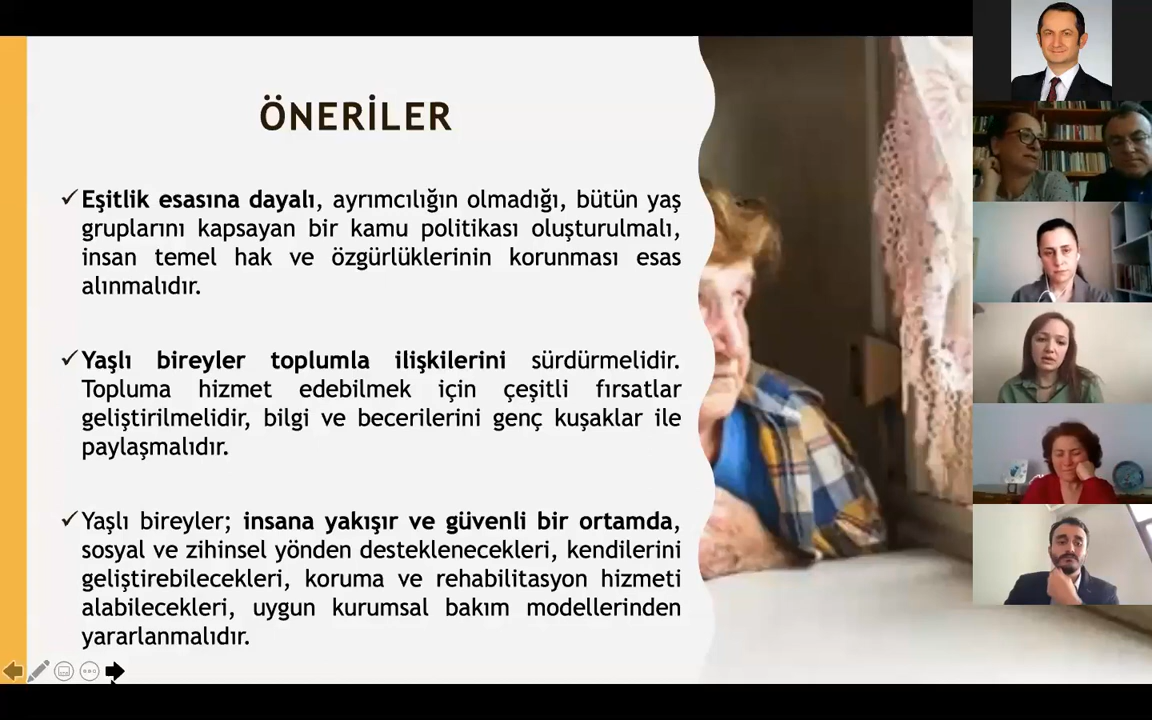 ÖNERİLER
✓Eşitlik esasına dayalı, ayrımcılığın olmadığı, bütün yaş
gruplarını kapsayan bir kamu politikası oluşturulmalı,
insan temel hak ve özgürlüklerinin korunması esas
alınmalıdır.
✓Yaşlı bireyler toplumla ilişkilerini sürdürmelidir.
Topluma hizmet edebilmek için çeşitli fırsatlar
geliştirilmelidir, bilgi ve becerilerini genç kuşaklar ile
paylaşmalıdır.
✓Yaşlı bireyler; insana yakışır ve güvenli bir ortamda,
sosyal ve zihinsel yönden desteklenecekleri, kendilerini
geliştirebilecekleri, koruma ve rehabilitasyon hizmeti
alabilecekleri, uygun kurumsal bakım modellerinden
yararlanmalıdır.